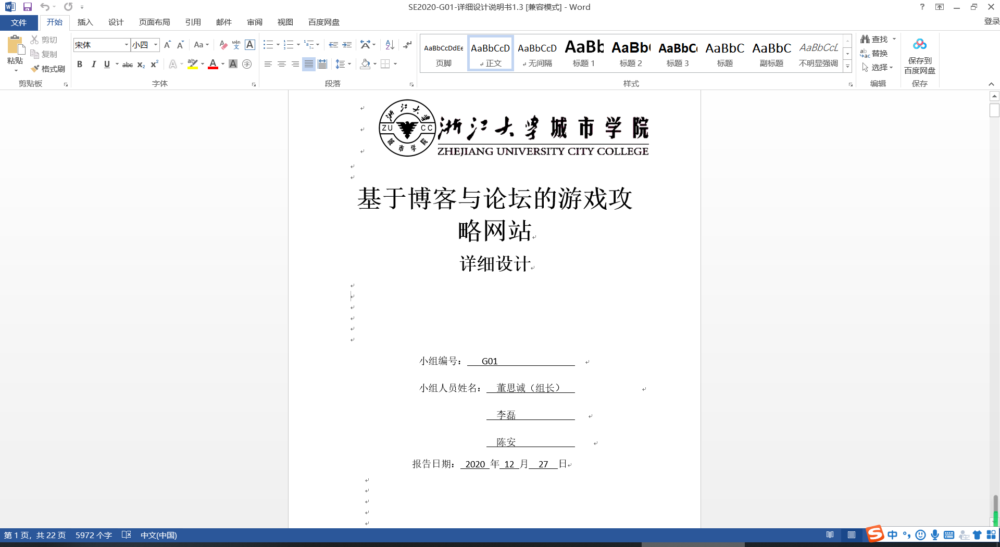 SE2020-G01-详细设计说明书1.3 [兼容模式] - Word
文件 开始 插入 设计 页面布局 引用 邮件 审阅 视图 百度网盘 登录
粘贴 剪切 复制 格式刷
宋体 小四
AaBbCcDdEe AaBbCcD AaBbCcD AaBb AaBb( AaBbC AaBbC AaBbC AaBbCcD
页脚 正文 无间隔 标题 1 标题 2 标题 3 标题 副标题 不明显强调
查找 替换 选择
保存到 百度网盘
剪贴板 字体 段落 样式 编辑 保存
浙江大学 ZU CC 城市学院
浙江大学城市学院
ZHEJIANG UNIVERSITY CITY COLLEGE
基于博客与论坛的游戏攻
略网站
详细设计
小组编号： G01
小组人员姓名： 董思诚（组长）
李磊
陈安
报告日期： 2020 年 12 月 27 日
第 1 页，共 22 页 5972 个字 中文(中国) 中